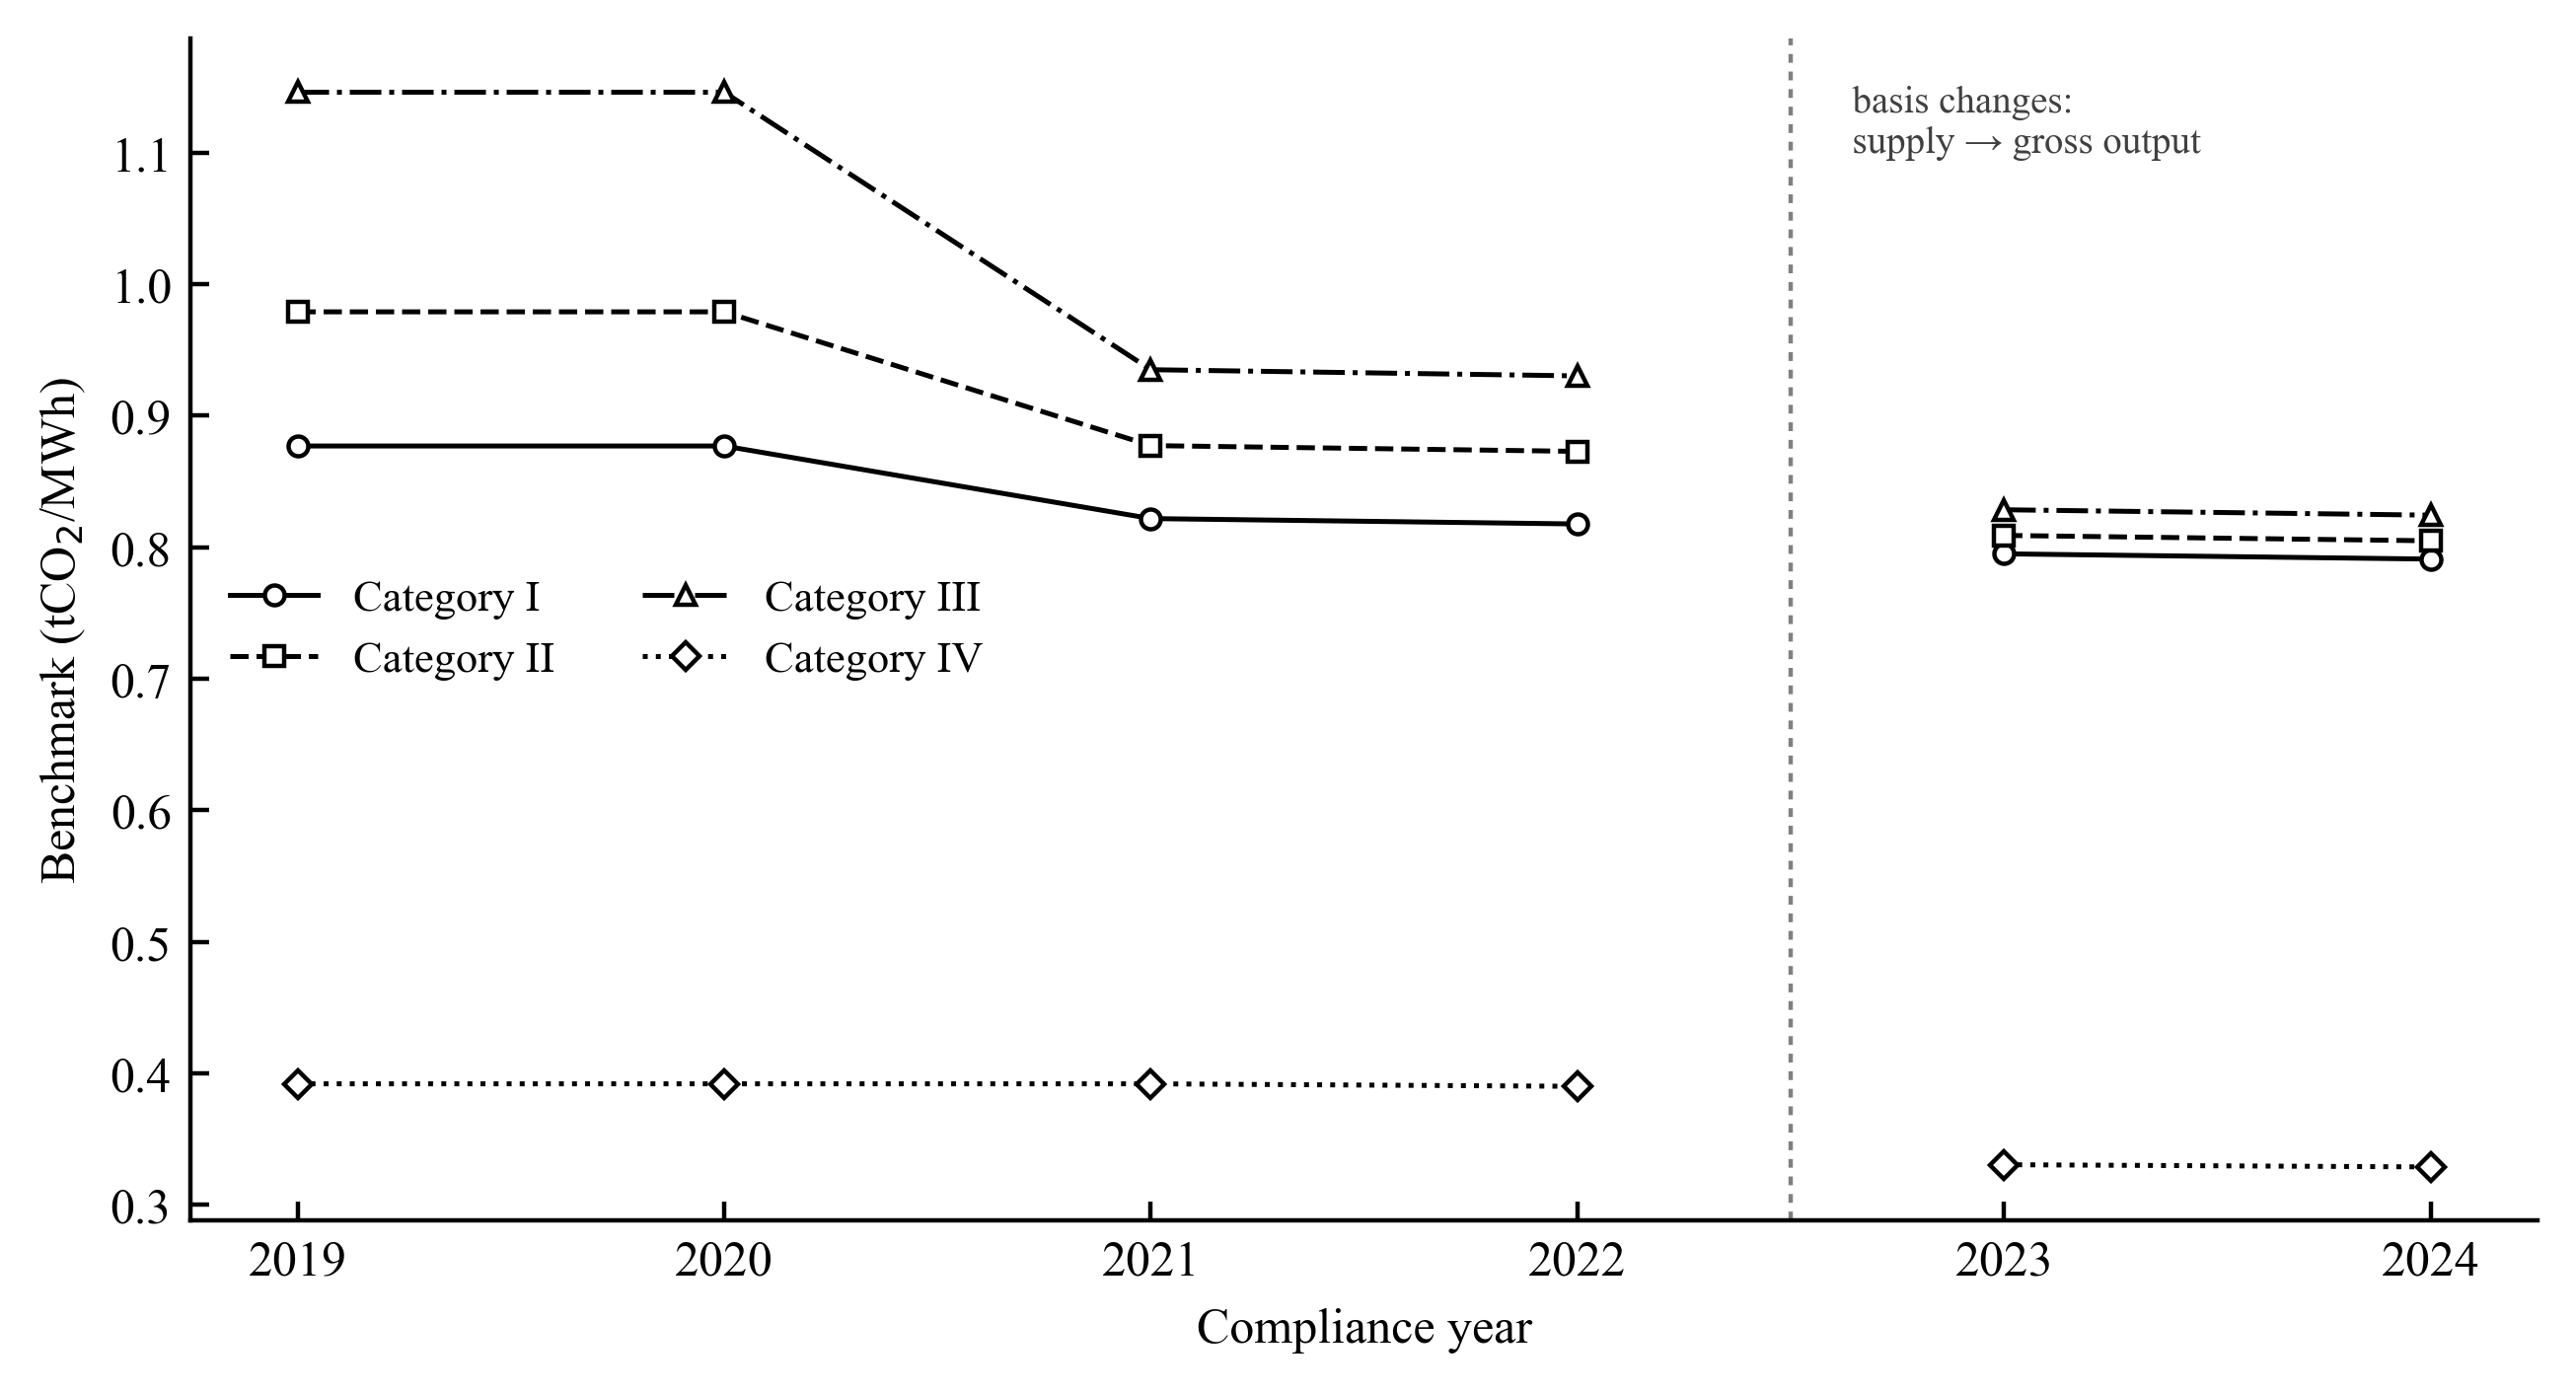 basis changes:
supply → gross output
Benchmark (tCO₂/MWh)
1.1
1.0
0.9
0.8
0.7
0.6
0.5
0.4
0.3
Category I
Category II
Category III
Category IV
2019 2020 2021 2022 2023 2024
Compliance year